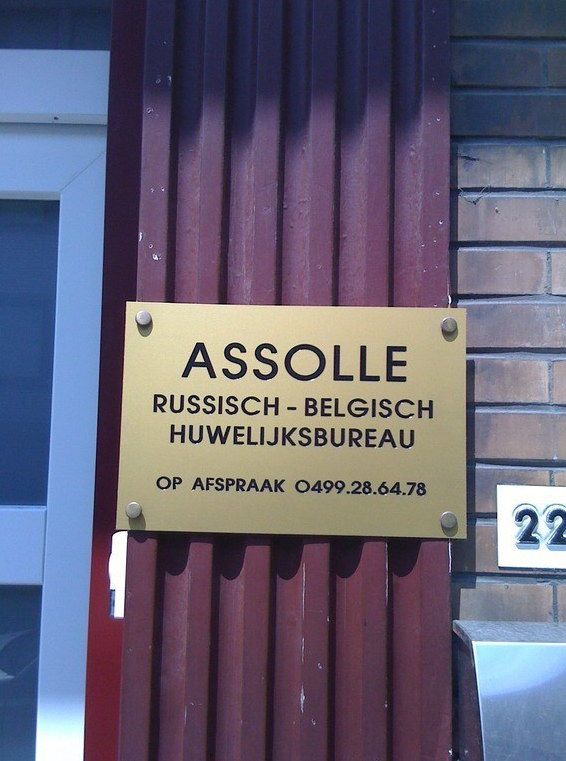 ASSOLLE
RUSSISCH - BELGISCH
HUWELIJKSBUREAU
OP AFSPRAAK 0499.28.64.78
22